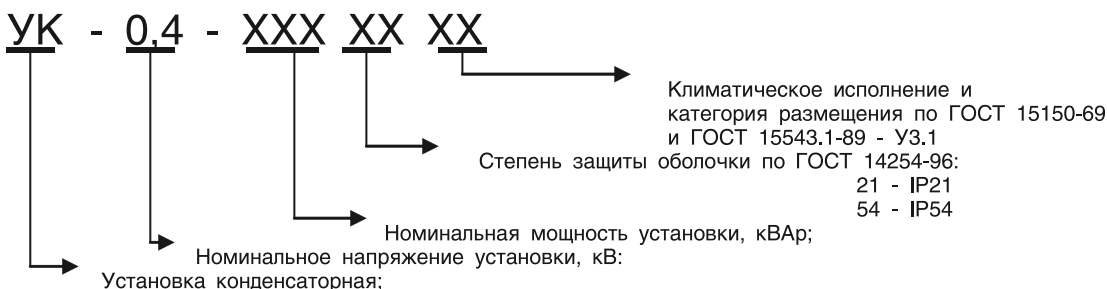 УК - 0,4 - ХХХ ХХ ХХ
Климатическое исполнение и
категория размещения по ГОСТ 15150-69
и ГОСТ 15543.1-89 - У3.1
Степень защиты оболочки по ГОСТ 14254-96:
21 - IP21
54 - IP54
Номинальная мощность установки, кВАр;
Номинальное напряжение установки, кВ:
Установка конденсаторная;